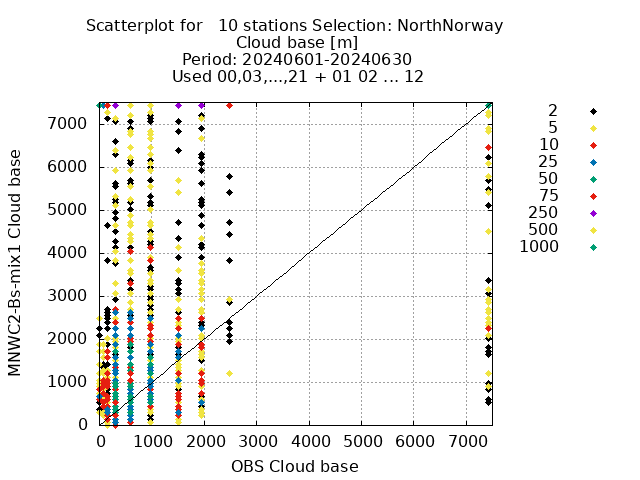 Scatterplot for   10 stations Selection: NorthNorway
Cloud base [m]
Period: 20240601-20240630
Used 00,03,...,21 + 01 02 ... 12
MNWC2-Bs-mix1 Cloud base
7000
6000
5000
4000
3000
2000
1000
0
0 1000 2000 3000 4000 5000 6000 7000
OBS Cloud base
2
5
10
25
50
75
250
500
1000